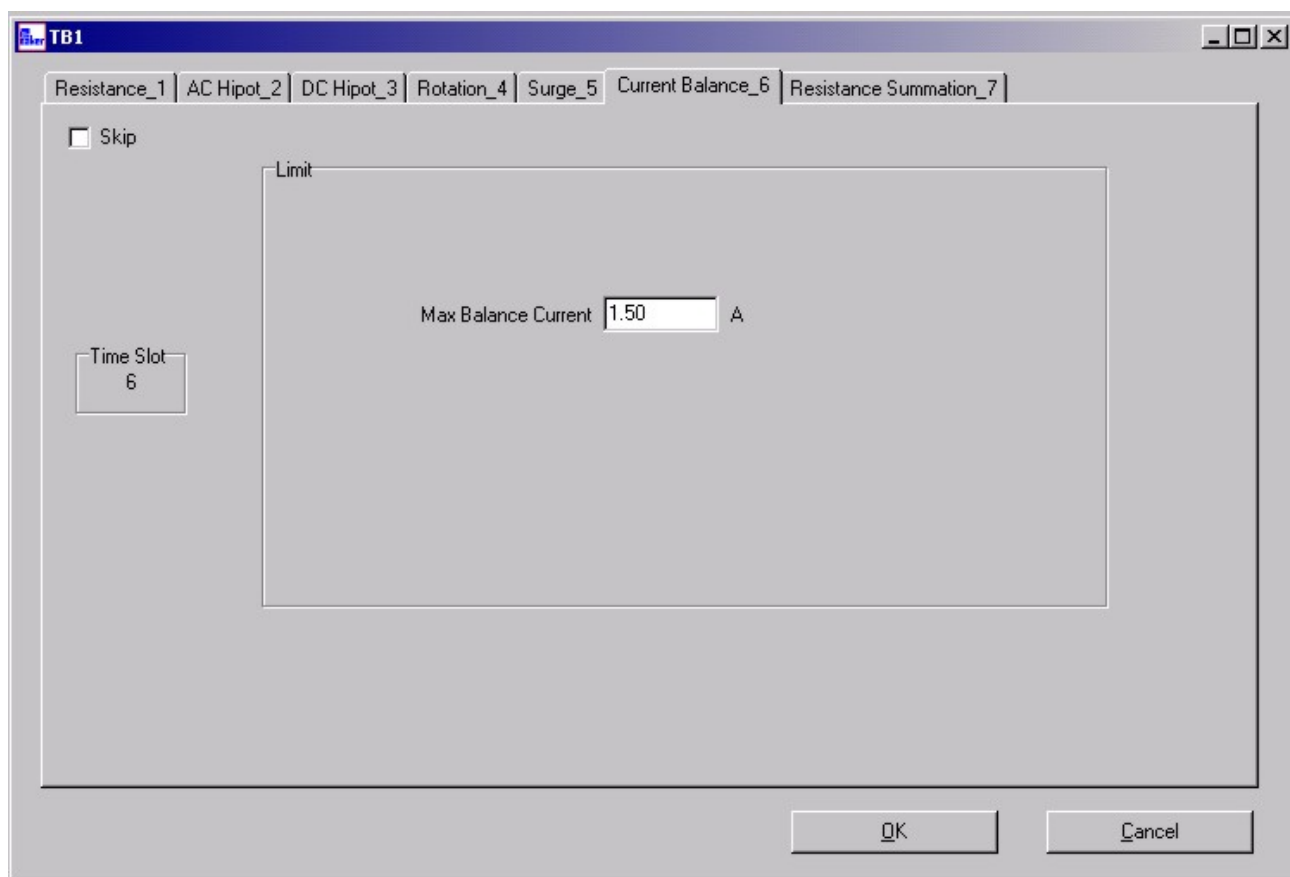 TB1
Resistance_1 AC Hipot_2 DC Hipot_3 Rotation_4 Surge_5 Current Balance_6 Resistance Summation_7
Skip
Limit
Max Balance Current 1.50 A
Time Slot
6
OK Cancel